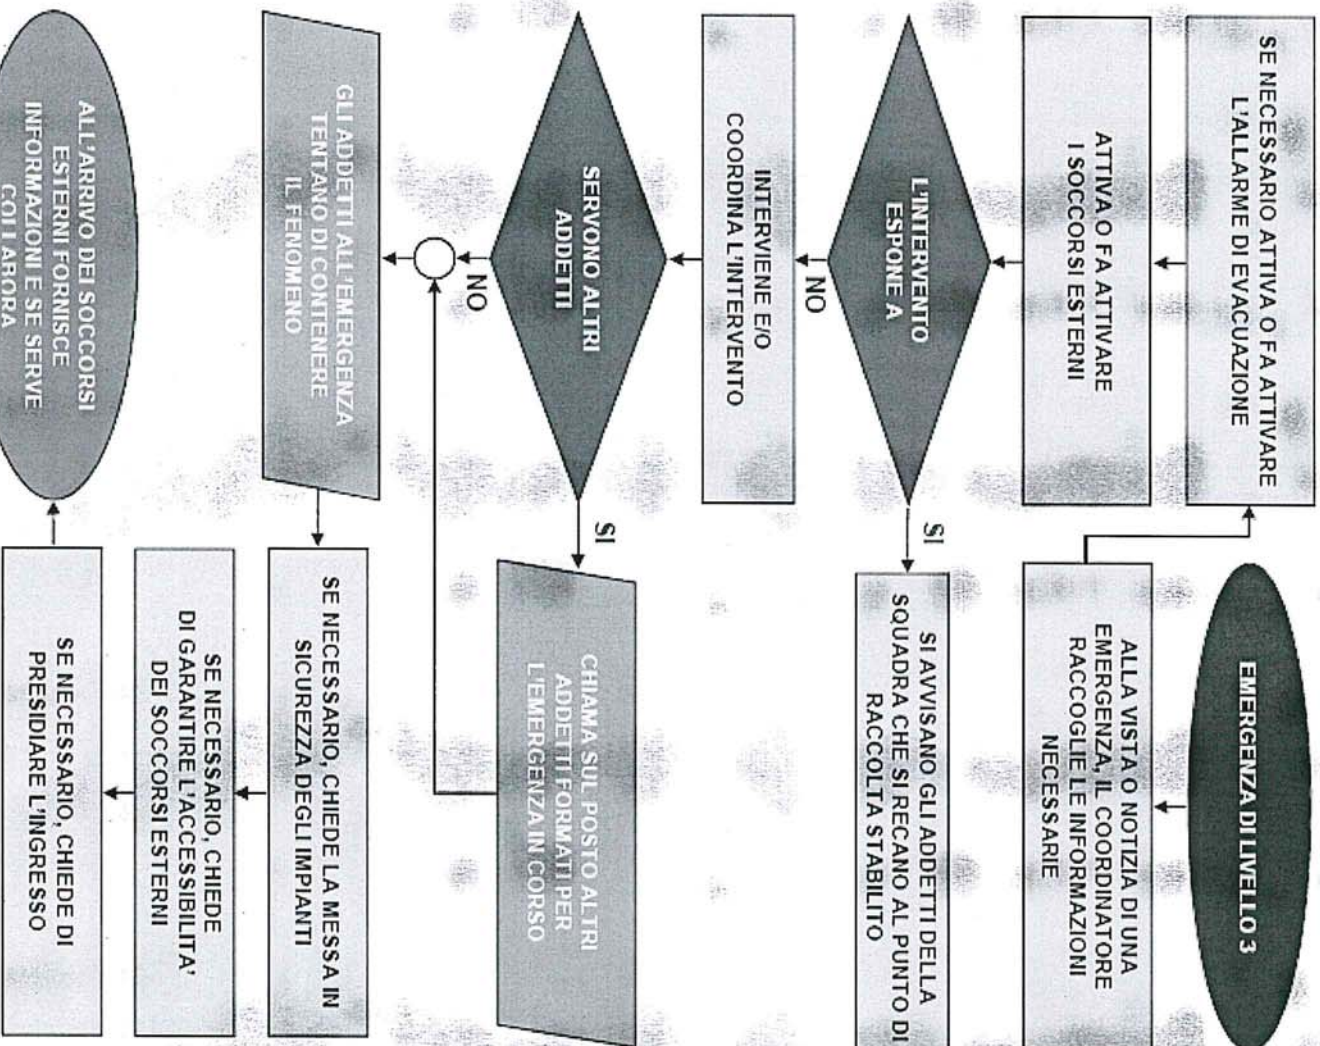 EMERGENZA DI LIVELLO 3
ALLA VISTA O NOTIZIA DI UNA
EMERGENZA, IL COORDINATORE
RACCOGLIE LE INFORMAZIONI
NECESSARIE
SE NECESSARIO ATTIVA O FA ATTIVARE
L'ALLARME DI EVACUAZIONE
ATTIVA O FA ATTIVARE
I SOCCORSI ESTERNI
L'INTERVENTO
ESPONE A
SI
SI AVVISANO GLI ADDETTI DELLA
SQUADRA CHE SI RECANO AL PUNTO DI
RACCOLTA STABILITO
NO
INTERVIENE E/O
COORDINA L'INTERVENTO
SERVONO ALTRI
ADDETTI
SI
CHIAMA SUL POSTO ALTRI
ADDETTI FORMATI PER
L'EMERGENZA IN CORSO
NO
GLI ADDETTI ALL'EMERGENZA
TENTANO DI CONTENERE
IL FENOMENO
SE NECESSARIO, CHIEDE LA MESSA IN
SICUREZZA DEGLI IMPIANTI
SE NECESSARIO, CHIEDE
DI GARANTIRE L'ACCESSIBILITA'
DEI SOCCORSI ESTERNI
SE NECESSARIO, CHIEDE DI
PRESIDIARE L'INGRESSO
ALL'ARRIVO DEI SOCCORSI
ESTERNI FORNISCE
INFORMAZIONI E SE SERVE
COLLABORA